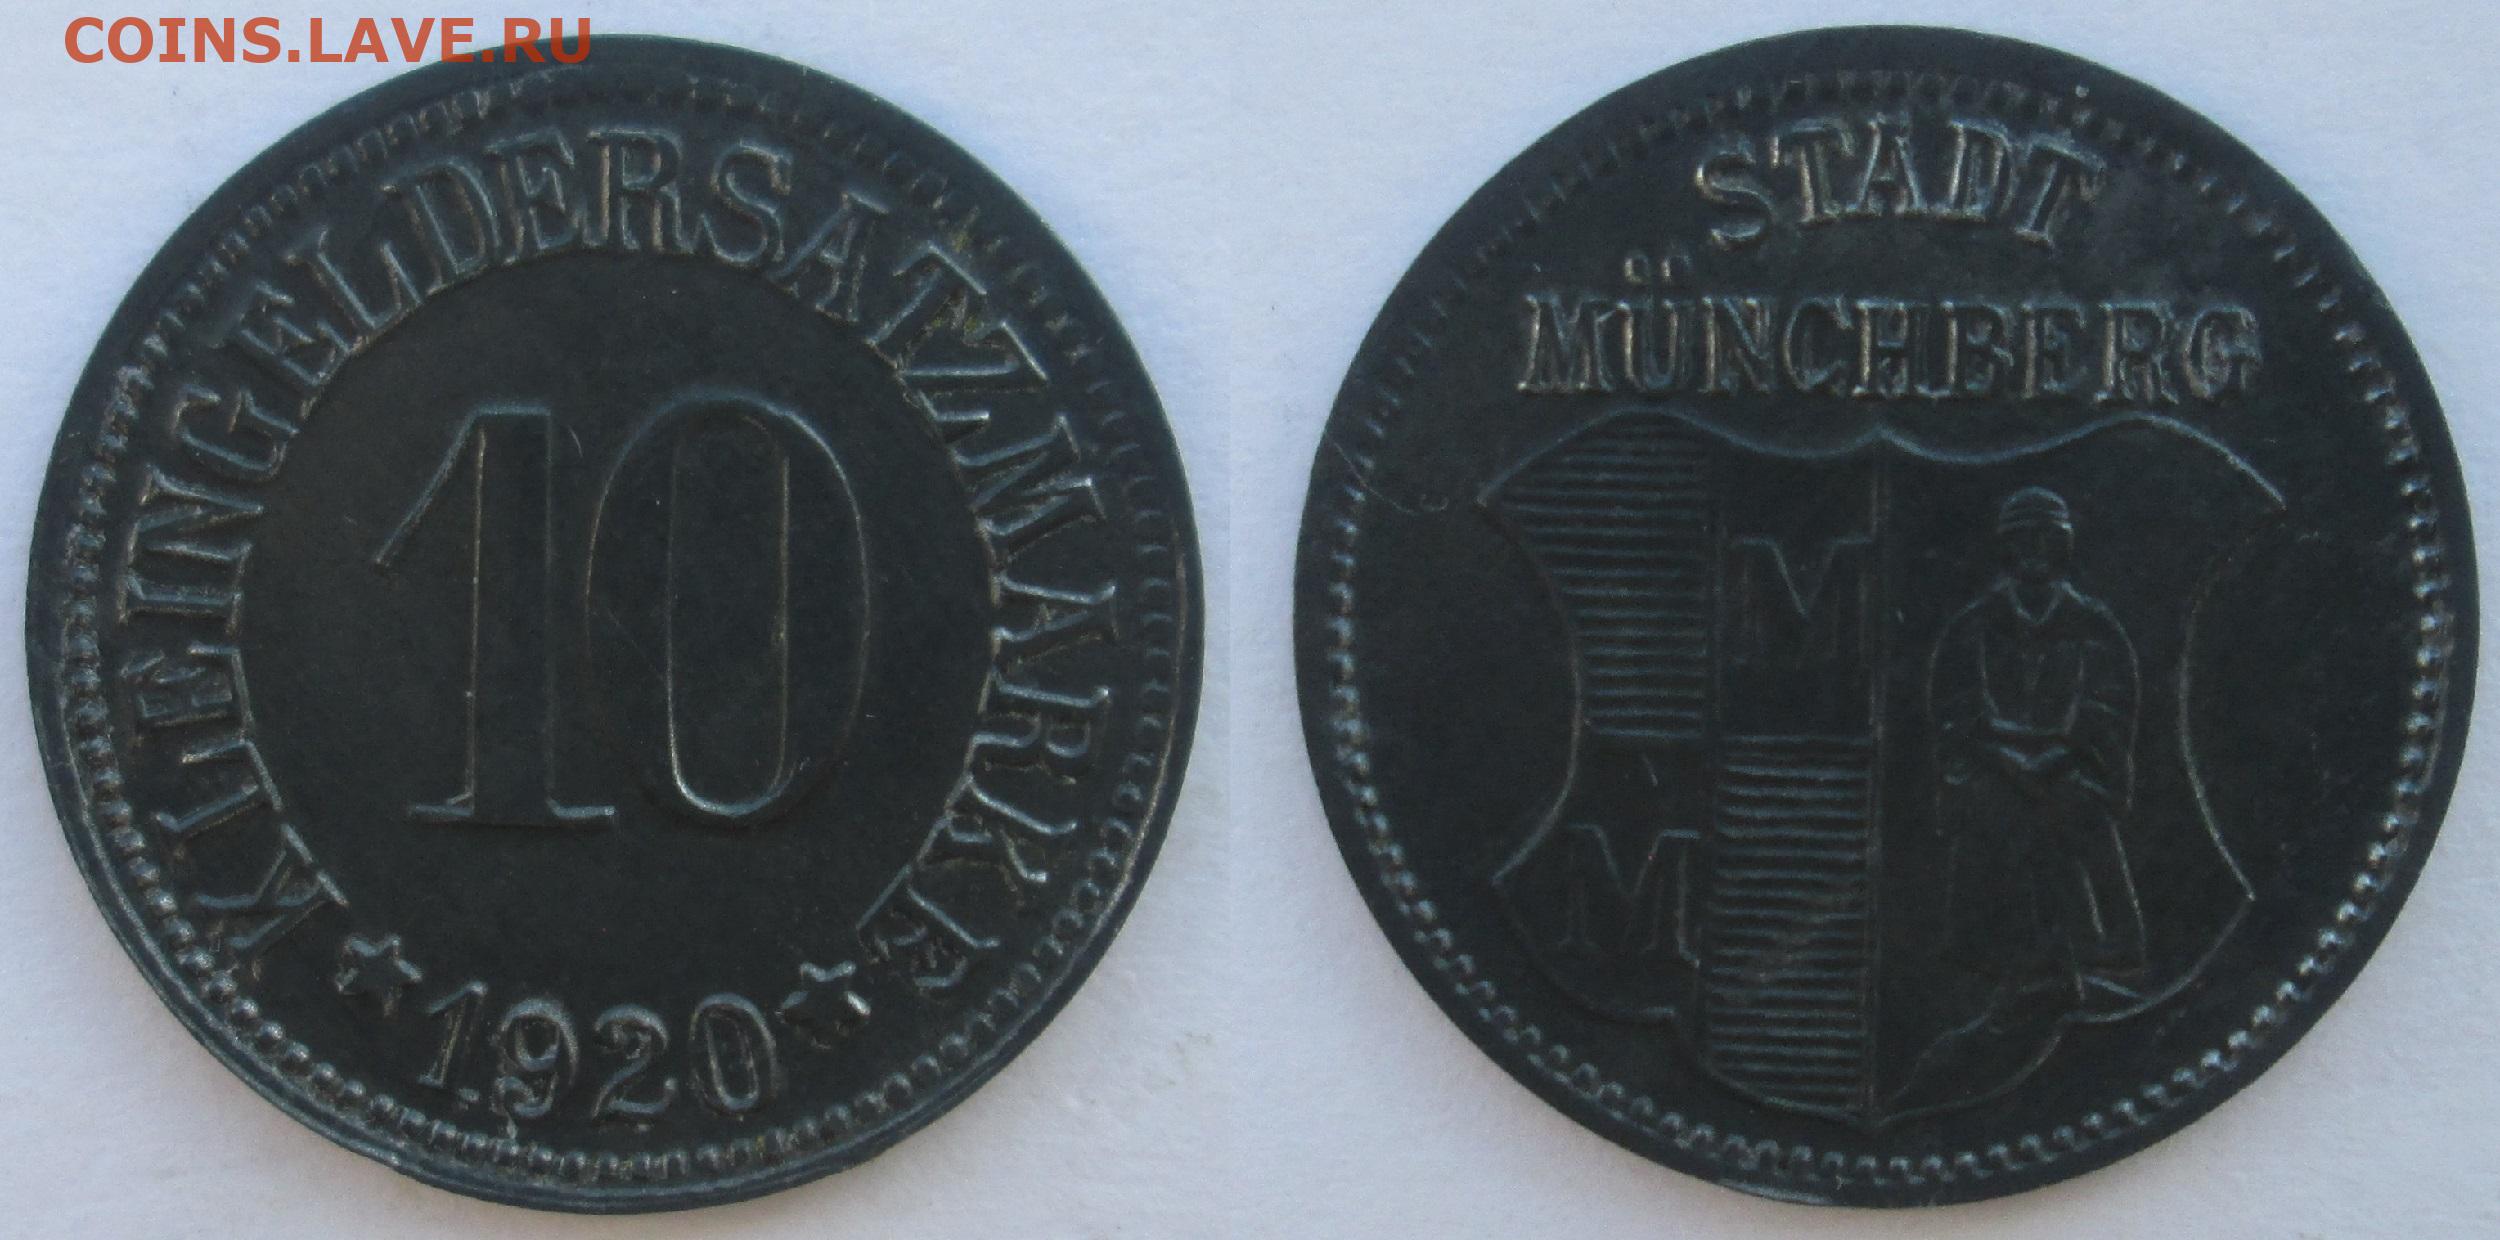 COINS.LAVE.RU
KLEINGELDERSATZMARKE
10
1920
STADT
MÜNCHBERG
M
M